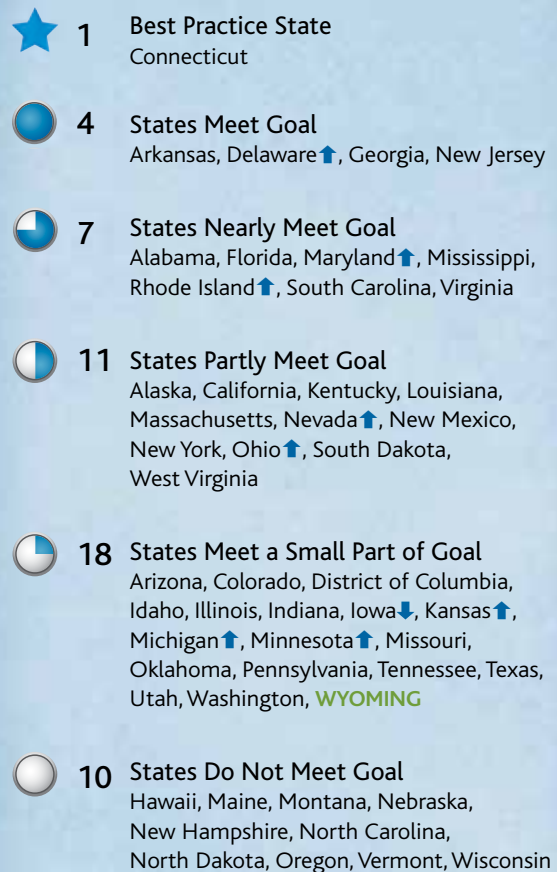 1 Best Practice State
Connecticut
4 States Meet Goal
Arkansas, Delaware⬆, Georgia, New Jersey
7 States Nearly Meet Goal
Alabama, Florida, Maryland⬆, Mississippi,
Rhode Island⬆, South Carolina, Virginia
11 States Partly Meet Goal
Alaska, California, Kentucky, Louisiana,
Massachusetts, Nevada⬆, New Mexico,
New York, Ohio⬆, South Dakota,
West Virginia
18 States Meet a Small Part of Goal
Arizona, Colorado, District of Columbia,
Idaho, Illinois, Indiana, Iowa⬇, Kansas⬆,
Michigan⬆, Minnesota⬆, Missouri,
Oklahoma, Pennsylvania, Tennessee, Texas,
Utah, Washington, WYOMING
10 States Do Not Meet Goal
Hawaii, Maine, Montana, Nebraska,
New Hampshire, North Carolina,
North Dakota, Oregon, Vermont, Wisconsin